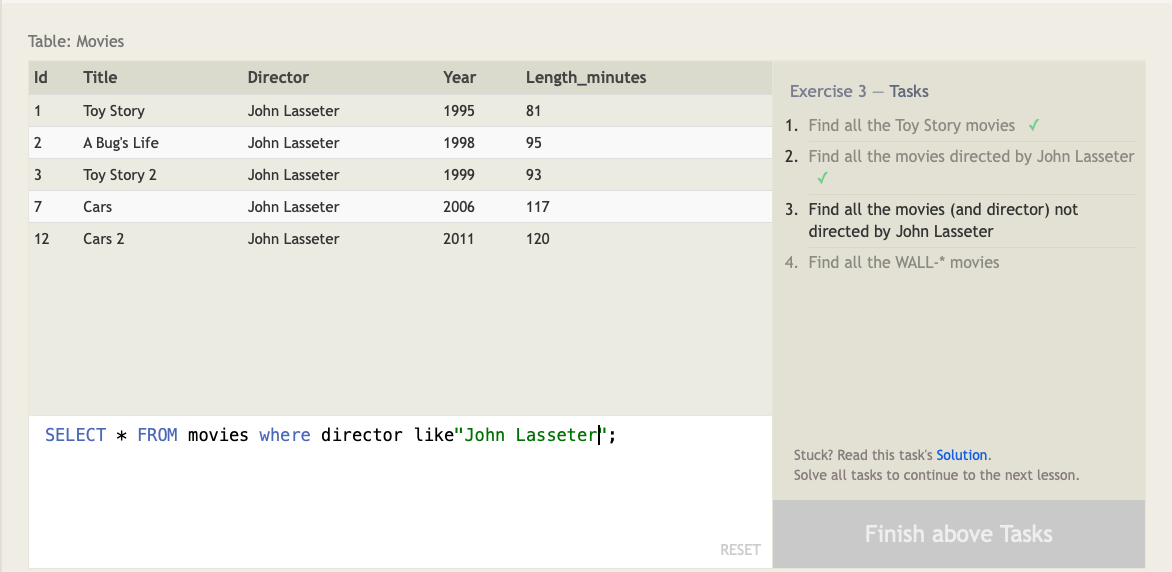 Table: Movies
Id Title Director Year Length_minutes
1 Toy Story John Lasseter 1995 81
2 A Bug's Life John Lasseter 1998 95
3 Toy Story 2 John Lasseter 1999 93
7 Cars John Lasseter 2006 117
12 Cars 2 John Lasseter 2011 120
SELECT * FROM movies where director like"John Lasseter";
RESET
Exercise 3 — Tasks
1. Find all the Toy Story movies ✓
2. Find all the movies directed by John Lasseter
✓
3. Find all the movies (and director) not
directed by John Lasseter
4. Find all the WALL-* movies
Stuck? Read this task's Solution.
Solve all tasks to continue to the next lesson.
Finish above Tasks